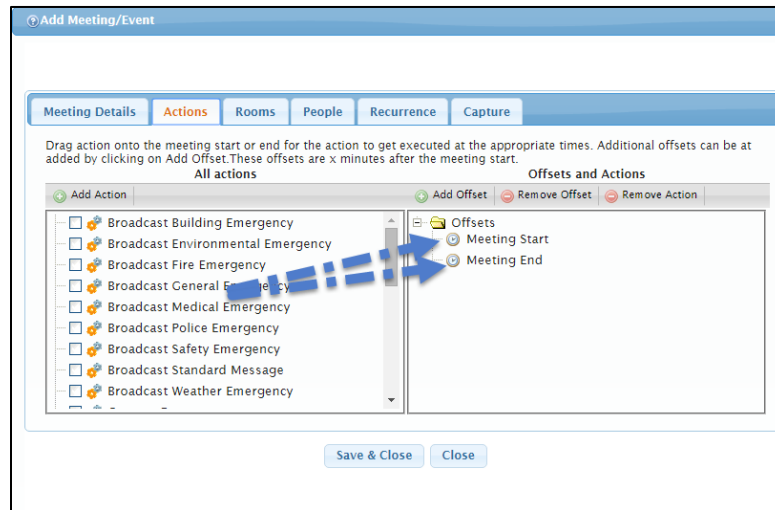 Add Meeting/Event
Meeting Details Actions Rooms People Recurrence Capture
Drag action onto the meeting start or end for the action to get executed at the appropriate times. Additional offsets can be at
added by clicking on Add Offset.These offsets are x minutes after the meeting start.
All actions Offsets and Actions
Add Action Add Offset Remove Offset Remove Action
Broadcast Building Emergency
Broadcast Environmental Emergency
Broadcast Fire Emergency
Broadcast General Emergency
Broadcast Medical Emergency
Broadcast Police Emergency
Broadcast Safety Emergency
Broadcast Standard Message
Broadcast Weather Emergency
Offsets
Meeting Start
Meeting End
Save & Close Close